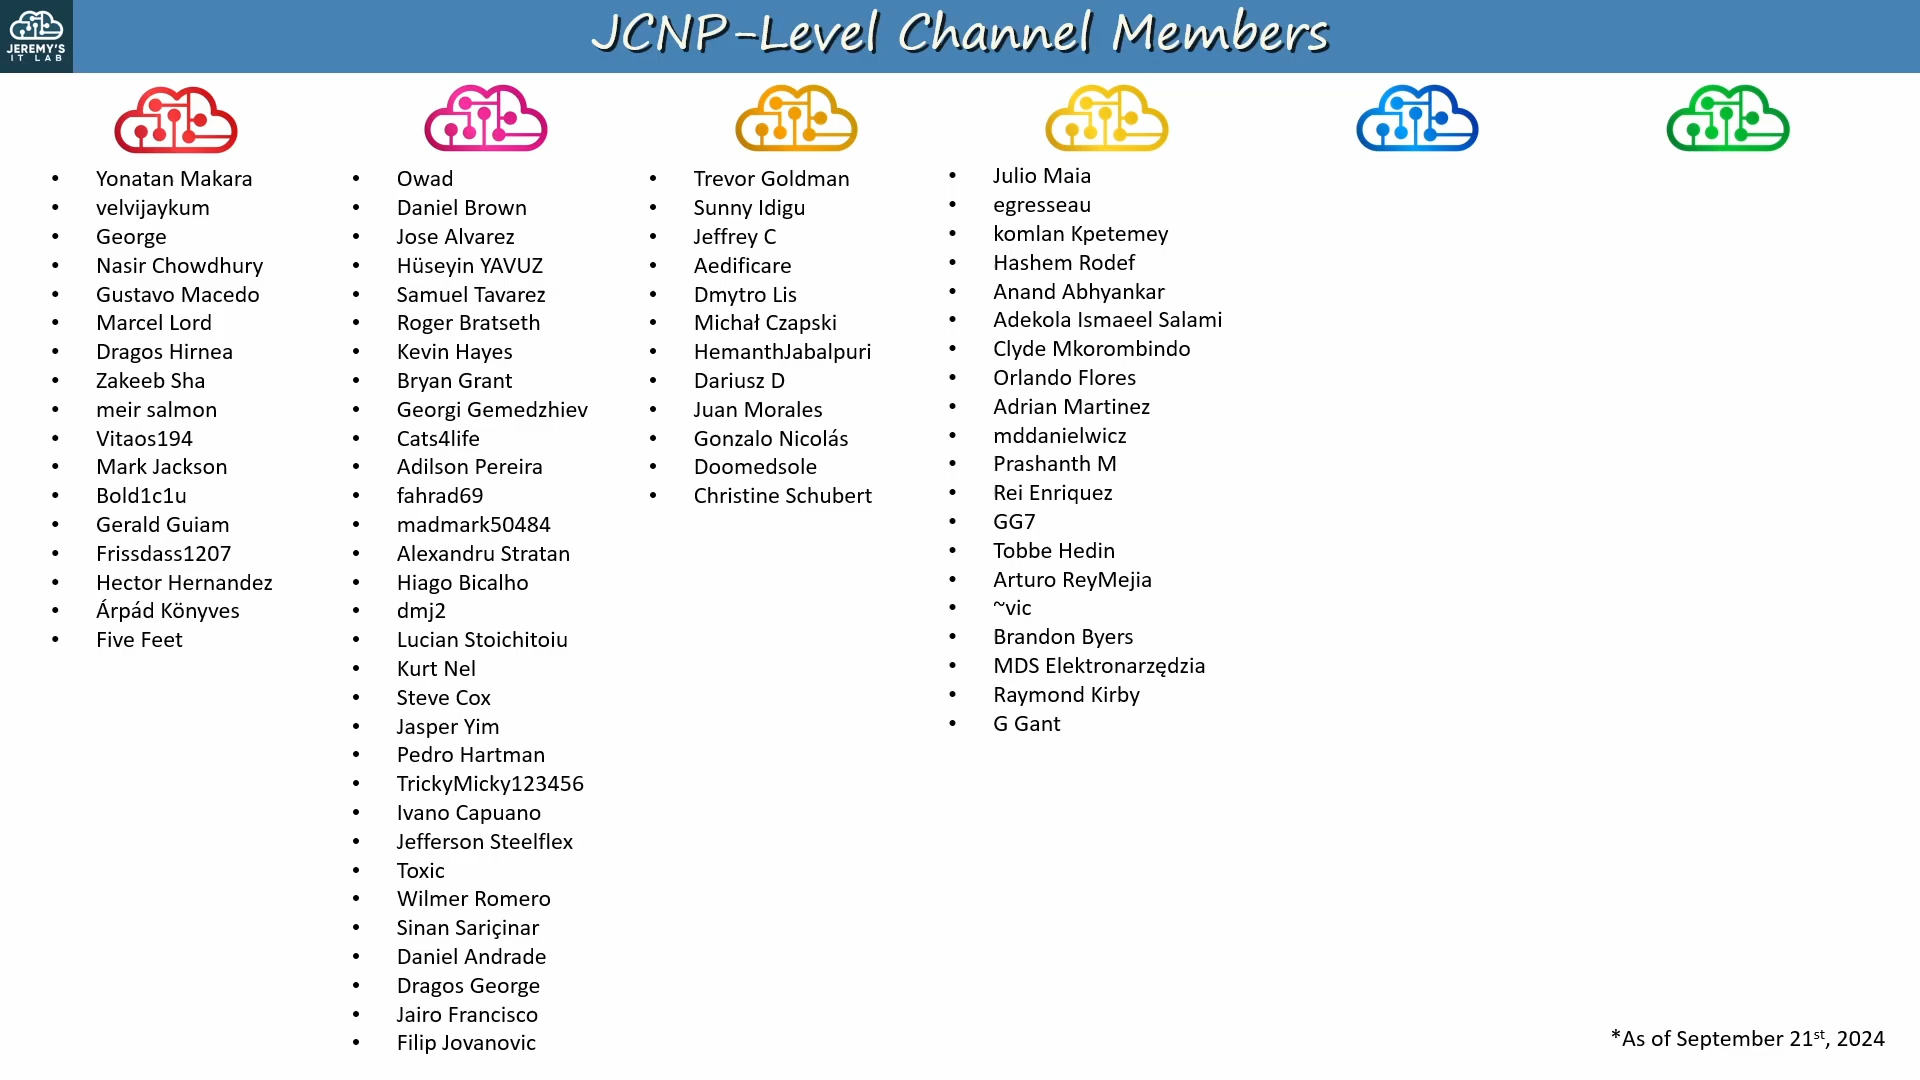 JEREMY'S
IT LAB
JCNP-Level Channel Members
• Yonatan Makara
• velvijaykum
• George
• Nasir Chowdhury
• Gustavo Macedo
• Marcel Lord
• Dragos Hirnea
• Zakeeb Sha
• meir salmon
• Vitaos194
• Mark Jackson
• Bold1c1u
• Gerald Guiam
• Frissdass1207
• Hector Hernandez
• Árpád Könyves
• Five Feet
• Owad
• Daniel Brown
• Jose Alvarez
• Hüseyin YAVUZ
• Samuel Tavarez
• Roger Bratseth
• Kevin Hayes
• Bryan Grant
• Georgi Gemedzhiev
• Cats4life
• Adilson Pereira
• fahrad69
• madmark50484
• Alexandru Stratan
• Hiago Bicalho
• dmj2
• Lucian Stoichitoiu
• Kurt Nel
• Steve Cox
• Jasper Yim
• Pedro Hartman
• TrickyMicky123456
• Ivano Capuano
• Jefferson Steelflex
• Toxic
• Wilmer Romero
• Sinan Sariçinar
• Daniel Andrade
• Dragos George
• Jairo Francisco
• Filip Jovanovic
• Trevor Goldman
• Sunny Idigu
• Jeffrey C
• Aedificare
• Dmytro Lis
• Michał Czapski
• HemanthJabalpuri
• Dariusz D
• Juan Morales
• Gonzalo Nicolás
• Doomedsole
• Christine Schubert
• Julio Maia
• egresseau
• komlan Kpetemey
• Hashem Rodef
• Anand Abhyankar
• Adekola Ismaeel Salami
• Clyde Mkorombindo
• Orlando Flores
• Adrian Martinez
• mddanielwicz
• Prashanth M
• Rei Enriquez
• GG7
• Tobbe Hedin
• Arturo ReyMejia
• ~vic
• Brandon Byers
• MDS Elektronarzędzia
• Raymond Kirby
• G Gant
*As of September 21st, 2024